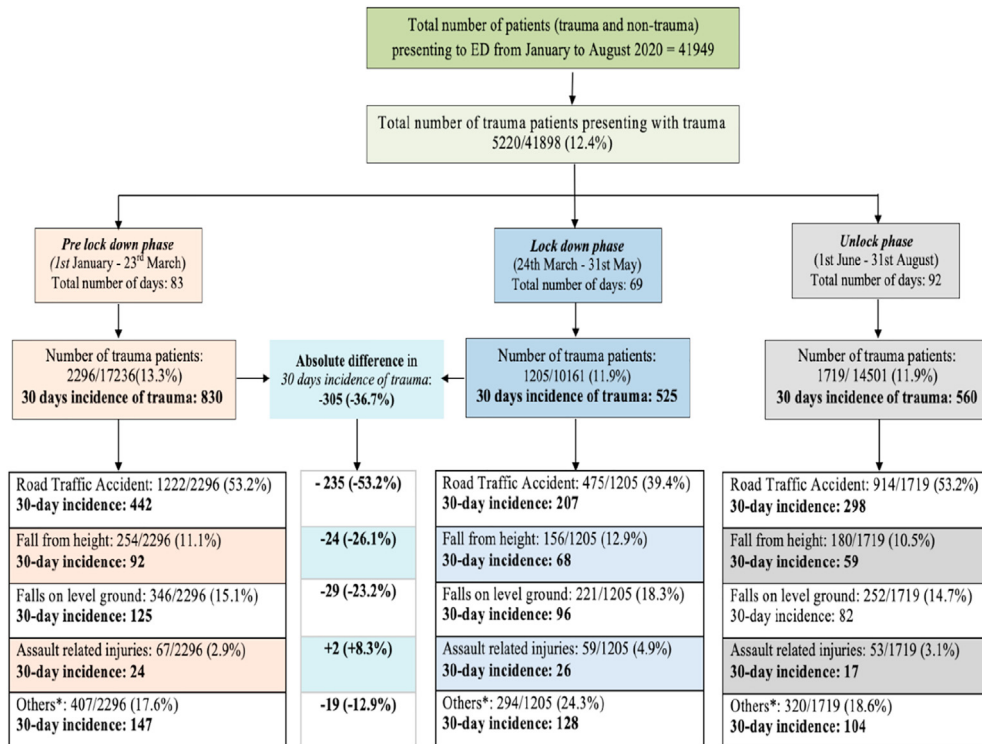 Total number of patients (trauma and non-trauma)
presenting to ED from January to August 2020 = 41949
Total number of trauma patients presenting with trauma
5220/41898 (12.4%)
Pre lock down phase
(1st January - 23rd March)
Total number of days: 83
Lock down phase
(24th March - 31st May)
Total number of days: 69
Unlock phase
(1st June - 31st August)
Total number of days: 92
Number of trauma patients:
2296/17236(13.3%)
30 days incidence of trauma: 830
Absolute difference in
30 days incidence of trauma:
-305 (-36.7%)
Number of trauma patients:
1205/10161 (11.9%)
30 days incidence of trauma: 525
Number of trauma patients:
1719/ 14501 (11.9%)
30 days incidence of trauma: 560
Road Traffic Accident: 1222/2296 (53.2%)
30-day incidence: 442
Fall from height: 254/2296 (11.1%)
30-day incidence: 92
Falls on level ground: 346/2296 (15.1%)
30-day incidence: 125
Assault related injuries: 67/2296 (2.9%)
30-day incidence: 24
Others*: 407/2296 (17.6%)
30-day incidence: 147
- 235 (-53.2%)
-24 (-26.1%)
-29 (-23.2%)
+2 (+8.3%)
-19 (-12.9%)
Road Traffic Accident: 475/1205 (39.4%)
30-day incidence: 207
Fall from height: 156/1205 (12.9%)
30-day incidence: 68
Falls on level ground: 221/1205 (18.3%)
30-day incidence: 96
Assault related injuries: 59/1205 (4.9%)
30-day incidence: 26
Others*: 294/1205 (24.3%)
30-day incidence: 128
Road Traffic Accident: 914/1719 (53.2%)
30-day incidence: 298
Fall from height: 180/1719 (10.5%)
30-day incidence: 59
Falls on level ground: 252/1719 (14.7%)
30-day incidence: 82
Assault related injuries: 53/1719 (3.1%)
30-day incidence: 17
Others*: 320/1719 (18.6%)
30-day incidence: 104